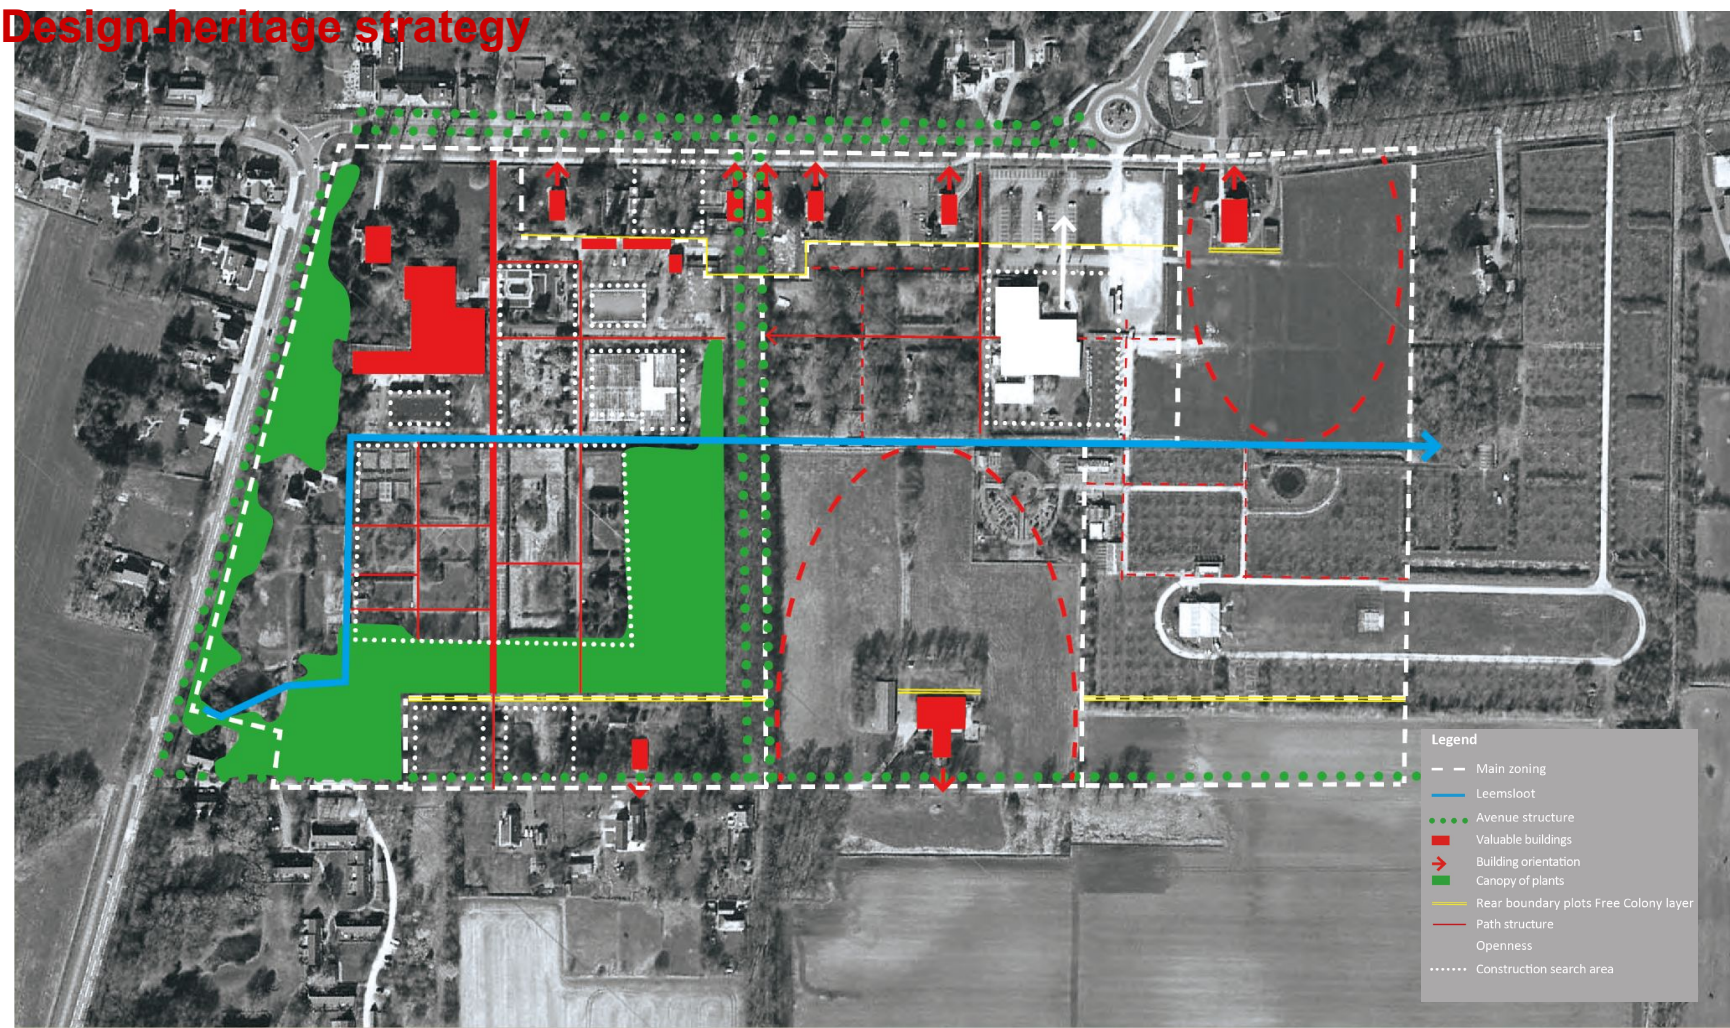 Design-heritage strategy
Legend
Main zoning
Leemsloot
Avenue structure
Valuable buildings
Building orientation
Canopy of plants
Rear boundary plots Free Colony layer
Path structure
Openness
Construction search area